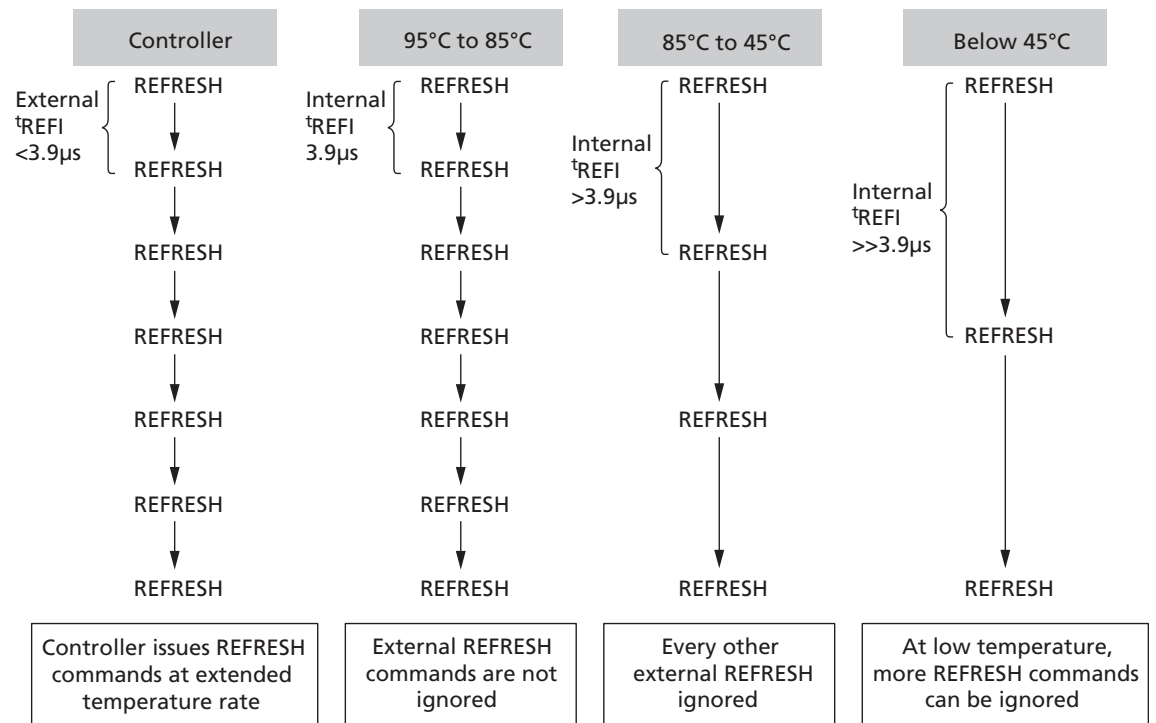 Controller
External
tREFI
<3.9µs
REFRESH
REFRESH
REFRESH
REFRESH
REFRESH
REFRESH
REFRESH
Controller issues REFRESH
commands at extended
temperature rate
95°C to 85°C
Internal
tREFI
3.9µs
REFRESH
REFRESH
REFRESH
REFRESH
REFRESH
REFRESH
REFRESH
External REFRESH
commands are not
ignored
85°C to 45°C
Internal
tREFI
>3.9µs
REFRESH
REFRESH
REFRESH
REFRESH
Every other
external REFRESH
ignored
Below 45°C
Internal
tREFI
>>3.9µs
REFRESH
REFRESH
REFRESH
At low temperature,
more REFRESH commands
can be ignored